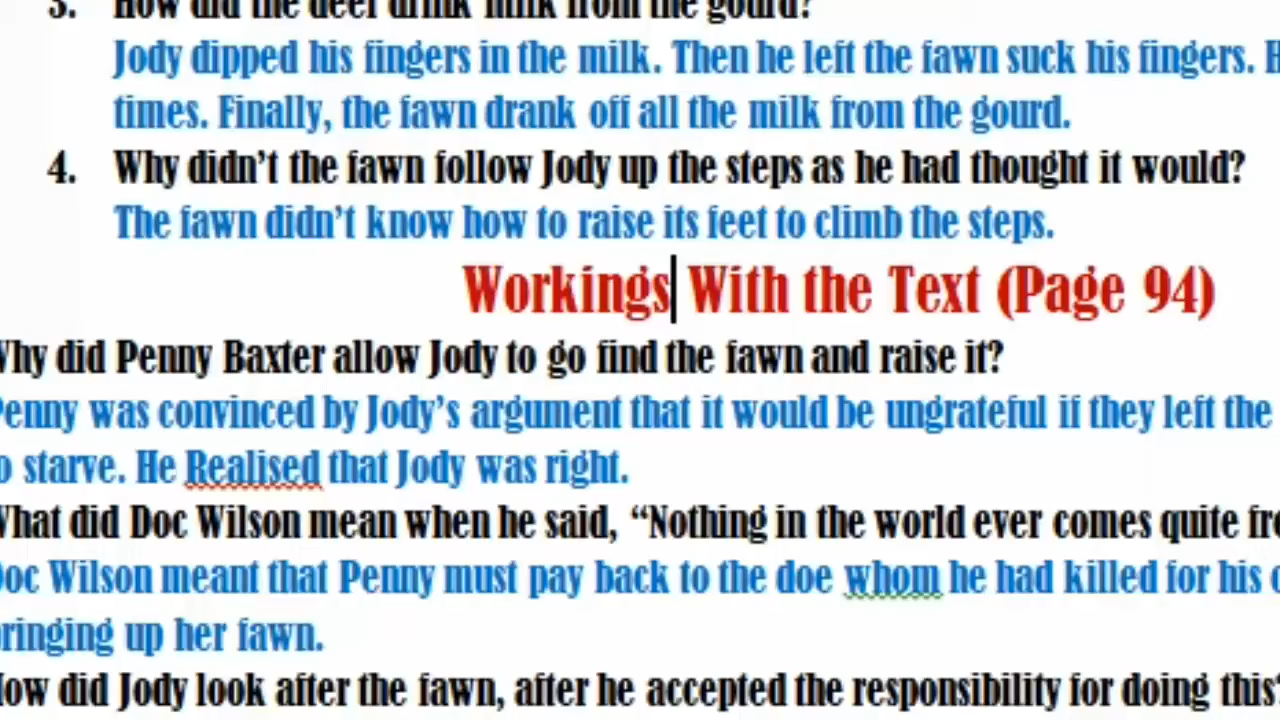 3. How did the deer drink milk from the gourd?
Jody dipped his fingers in the milk. Then he left the fawn suck his fingers.
times. Finally, the fawn drank off all the milk from the gourd.
4. Why didn't the fawn follow Jody up the steps as he had thought it would?
The fawn didn't know how to raise its feet to climb the steps.
Workings With the Text (Page 94)
Why did Penny Baxter allow Jody to go find the fawn and raise it?
Penny was convinced by Jody's argument that it would be ungrateful if they left the
starve. He Realised that Jody was right.
What did Doc Wilson mean when he said, “Nothing in the world ever comes quite
Doc Wilson meant that Penny must pay back to the doe whom he had killed for his
bringing up her fawn.
How did Jody look after the fawn, after he accepted the responsibility for doing this?